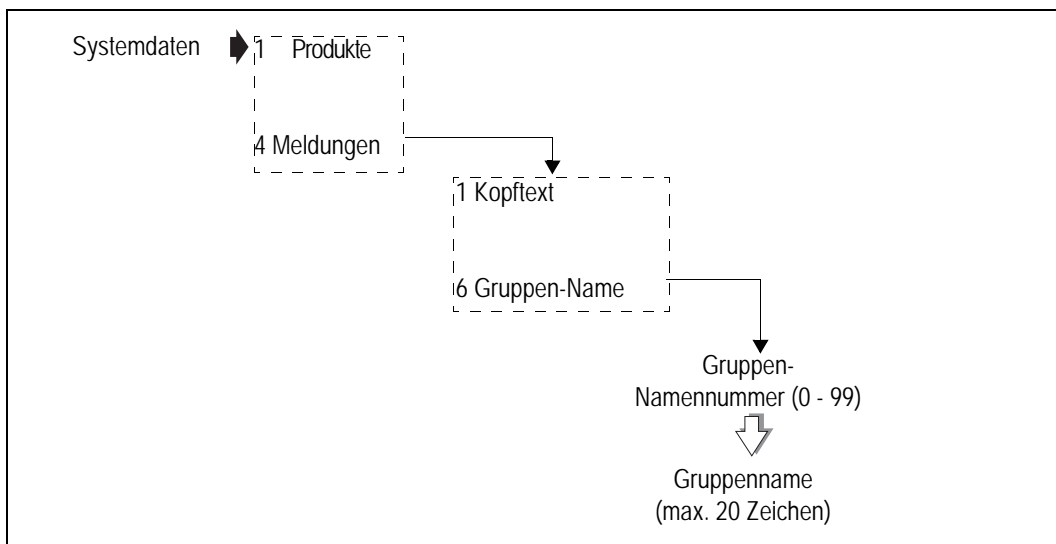 Systemdaten
1 Produkte
4 Meldungen
1 Kopftext
6 Gruppen-Name
Gruppen-
Namennummer (0 - 99)
Gruppenname
(max. 20 Zeichen)